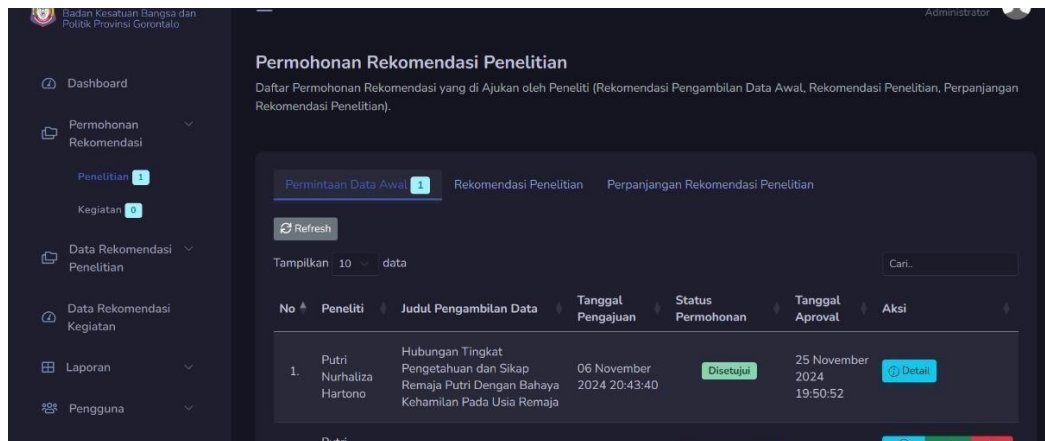 Badan Kesatuan Bangsa dan
Politik Provinsi Gorontalo
Administrator
Dashboard
Permohonan
Rekomendasi
Penelitian 1
Kegiatan 0
Data Rekomendasi
Penelitian
Data Rekomendasi
Kegiatan
Laporan
Pengguna
Permohonan Rekomendasi Penelitian
Daftar Permohonan Rekomendasi yang di Ajukan oleh Peneliti (Rekomendasi Pengambilan Data Awal, Rekomendasi Penelitian, Perpanjangan
Rekomendasi Penelitian).
Permintaan Data Awal 1 Rekomendasi Penelitian Perpanjangan Rekomendasi Penelitian
Refresh
Tampilkan 10 data
Cari..
No Peneliti Judul Pengambilan Data Tanggal Pengajuan Status Permohonan Tanggal Aproval Aksi
1.
Putri
Nurhaliza
Hartono
Hubungan Tingkat
Pengetahuan dan Sikap
Remaja Putri Dengan Bahaya
Kehamilan Pada Usia Remaja
06 November
2024 20:43:40
Disetujui
25 November
2024
19:50:52
Detail